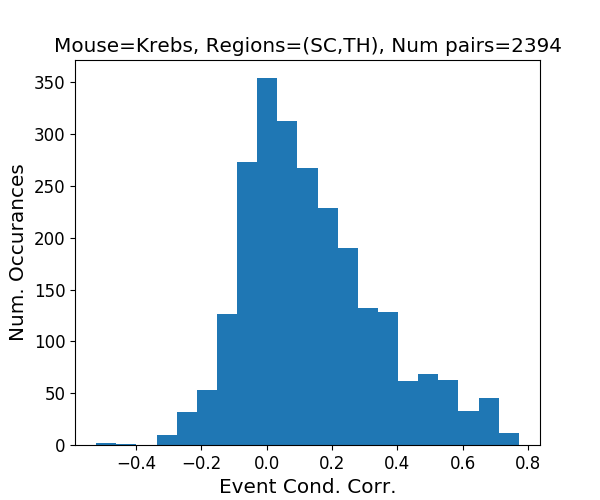 Mouse=Krebs, Regions=(SC,TH), Num pairs=2394
350
300
250
200
150
100
50
0
Num. Occurances
−0.4 −0.2 0.0 0.2 0.4 0.6 0.8
Event Cond. Corr.